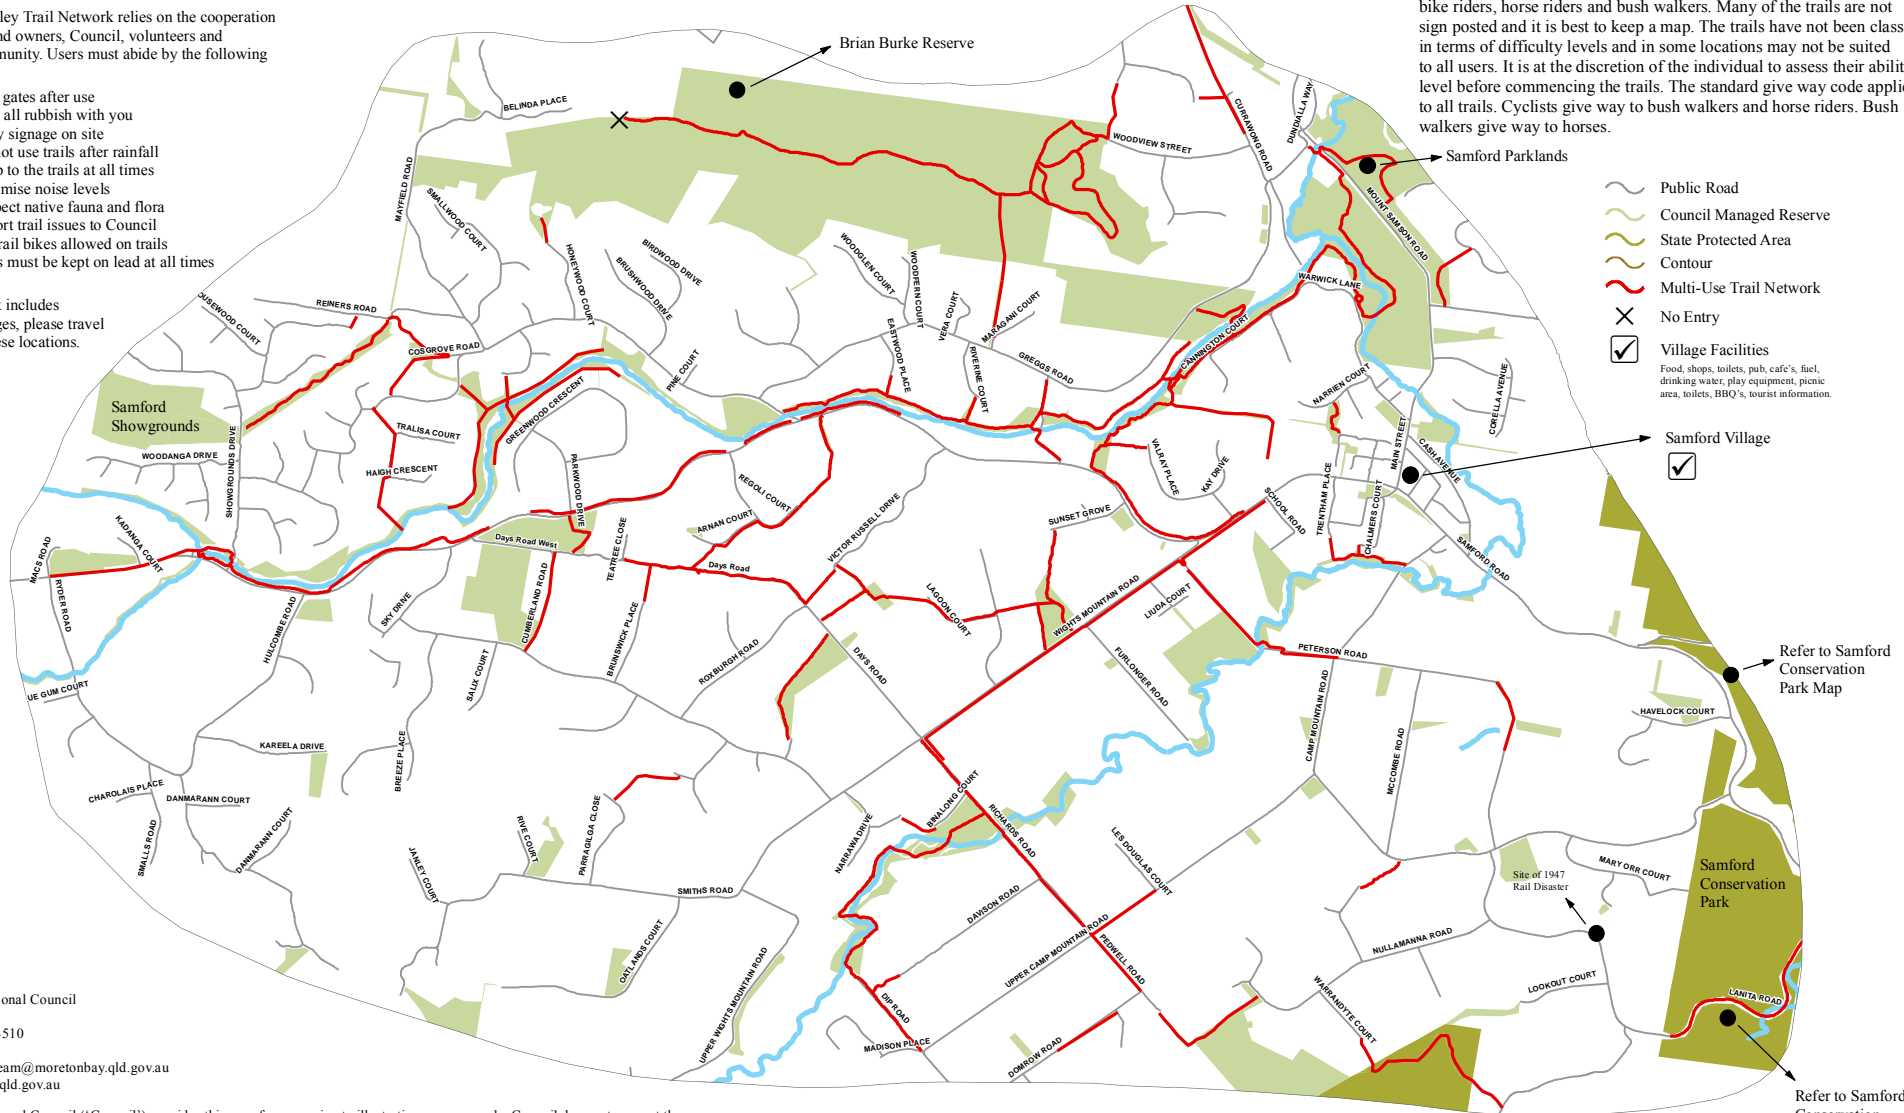 ley Trail Network relies on the cooperation
nd owners, Council, volunteers and
munity. Users must abide by the following
gates after use
all rubbish with you
y signage on site
not use trails after rainfall
p to the trails at all times
mise noise levels
pect native fauna and flora
ort trail issues to Council
rail bikes allowed on trails
s must be kept on lead at all times
includes
ges, please travel
ese locations.
bike riders, horse riders and bush walkers. Many of the trails are not
sign posted and it is best to keep a map. The trails have not been class
in terms of difficulty levels and in some locations may not be suited
to all users. It is at the discretion of the individual to assess their abilit
level before commencing the trails. The standard give way code applic
to all trails. Cyclists give way to bush walkers and horse riders. Bush
walkers give way to horses.
Public Road
Council Managed Reserve
State Protected Area
Contour
Multi-Use Trail Network
No Entry
Village Facilities
Food, shops, toilets, pub, cafe's, fuel,
drinking water, play equipment, picnic
area, toilets, BBQ's, tourist information.
Brian Burke Reserve
Samford Parklands
Samford Village
Refer to Samford
Conservation
Park Map
BELINDA PLACE
MAYFIELD ROAD
SMALLWOOD COURT
HONEYWOOD COURT
BIRDWOOD DRIVE
BRUSHWOOD DRIVE
WOODGLEN COURT
WOODFERN COURT
VERA COURT
MARAGANI COURT
EASTWOOD PLACE
RIVERINE COURT
GREGGS ROAD
WOODVIEW STREET
CURRAWONG ROAD
DUNDIALLA WAY
MOUNT SAMSON ROAD
WARWICK LANE
CANNINGTON COURT
NARRIEN COURT
CORELLA AVENUE
MAIN STREET
CASH AVENUE
OUSEWOOD COURT
REINERS ROAD
COSGROVE ROAD
PINE COURT
GREENWOOD CRESCENT
TRALISA COURT
HAIGH CRESCENT
Samford
Showgrounds
WOODANGA DRIVE
SHOWGROUNDS DRIVE
PARKWOOD DRIVE
REGOLI COURT
ARNAN COURT
VICTOR RUSSELL DRIVE
VALRAY PLACE
KAY DRIVE
SCHOOL ROAD
TRENTHAM PLACE
CHALMERS COURT
SAMFORD ROAD
SUNSET GROVE
KADANGA COURT
MACS ROAD
RYDER ROAD
Days Road West
TEATREE CLOSE
Days Road
CUMBERLAND ROAD
BRUNSWICK PLACE
LAGOON COURT
WIGHTS MOUNTAIN ROAD
LIUDA COURT
SKY DRIVE
HULCOMBE ROAD
SALIX COURT
ROXBURGH ROAD
DAYS ROAD
FURLONGER ROAD
PETERSON ROAD
CAMP MOUNTAIN ROAD
MCCOMBE ROAD
HAVELOCK COURT
UE GUM COURT
KAREELA DRIVE
BREEZE PLACE
CHAROLAIS PLACE
DANMARANN COURT
DANMARANN COURT
SMALLS ROAD
JANLEY COURT
RIVE COURT
PARRAGA CLOSE
NARRAWA DRIVE
BINALONG COURT
RICHARDS ROAD
LES DOUGLAS COURT
SMITHS ROAD
OATLANDS COURT
UPPER WIGHTS MOUNTAIN ROAD
DAVISON ROAD
UPPER CAMP MOUNTAIN ROAD
PEDWELL ROAD
DIP ROAD
MADISON PLACE
DOMROW ROAD
WARRANDYTE COURT
NULLAMANNA ROAD
LOOKOUT COURT
MARY ORR COURT
Site of 1947
Rail Disaster
Samford
Conservation
Park
LANITA ROAD
Refer to Samford
ional Council
4510
eam@moretonbay.qld.gov.au
qld.gov.au